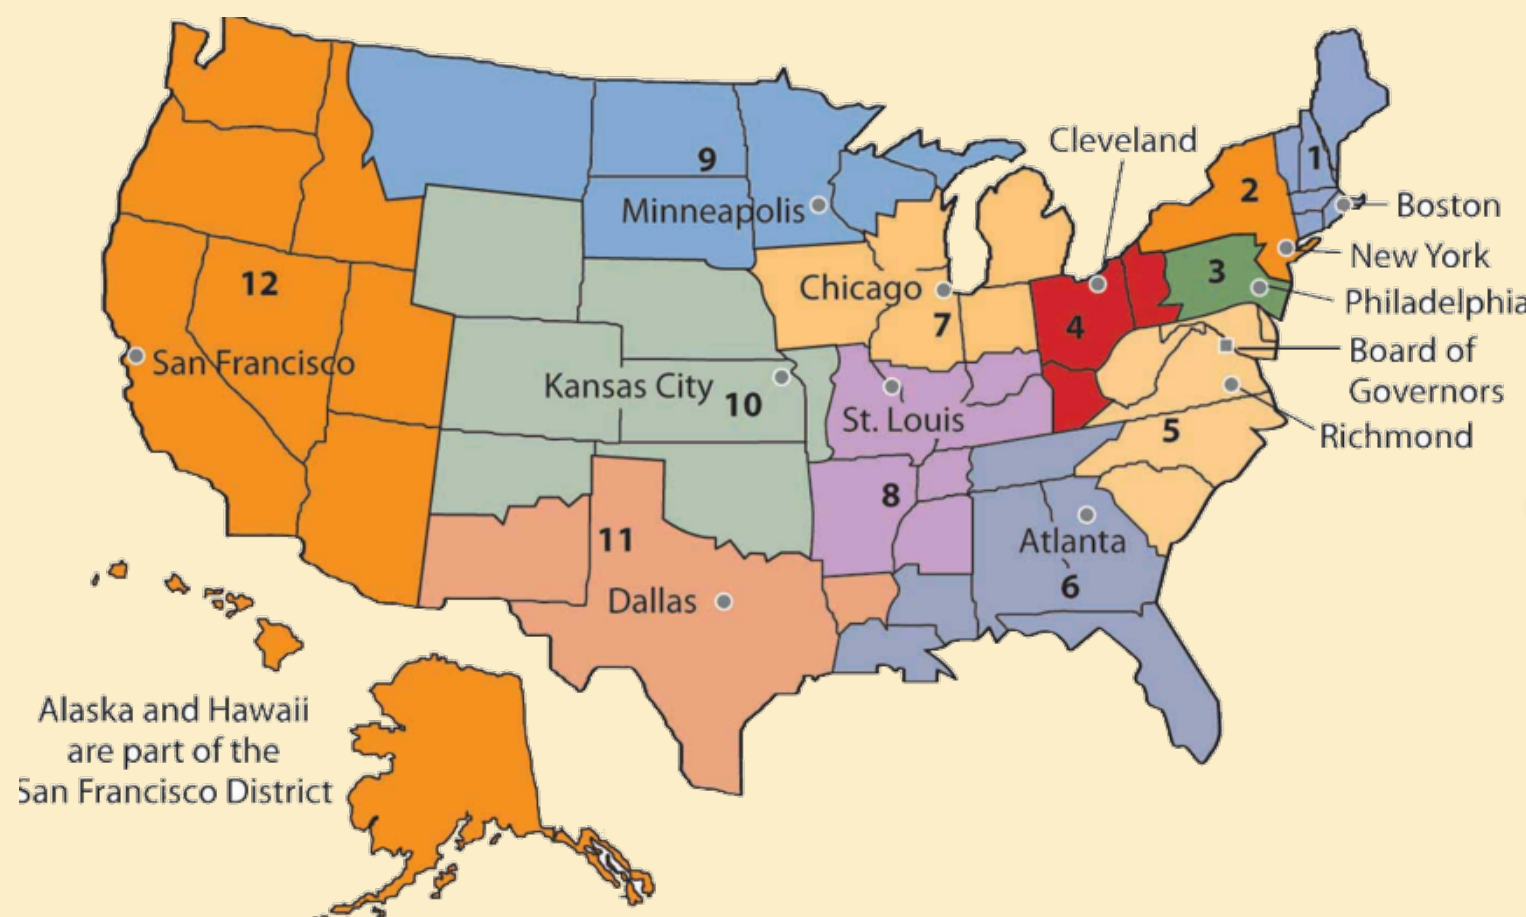 Cleveland
1
9
2
Minneapolis
Boston
New York
3
12
Chicago
Philadelphia
7
4
San Francisco
Board of
Governors
Kansas City
10
St. Louis
5
Richmond
8
11
Atlanta
6
Dallas
Alaska and Hawaii
are part of the
San Francisco District